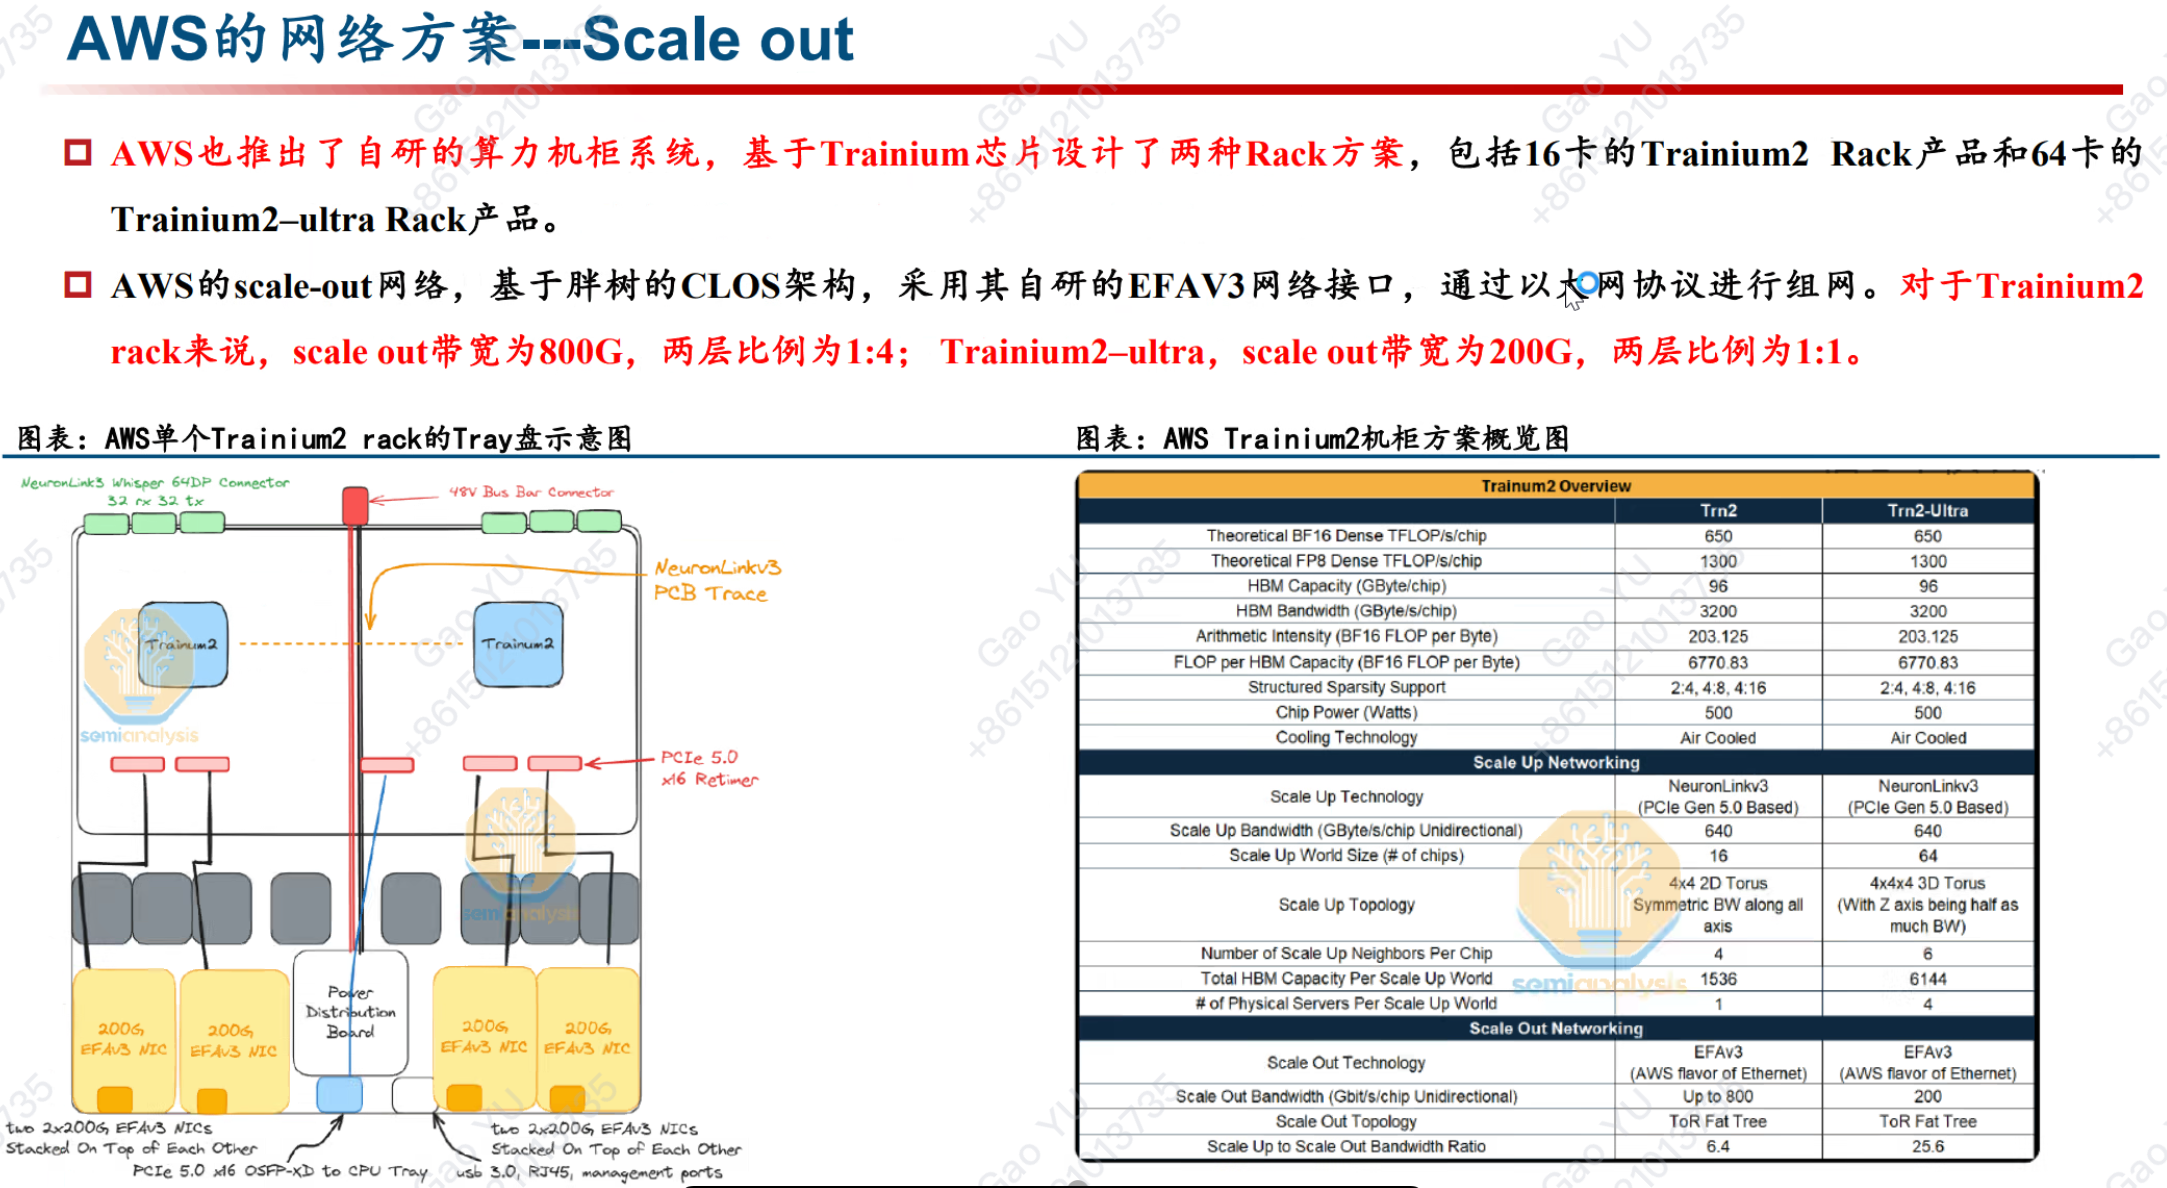 AWS的网络方案---Scale out
AWS也推出了自研的算力机柜系统，基于Trainium芯片设计了两种Rack方案，包括16卡的Trainium2 Rack产品和64卡的
Trainium2–ultra Rack产品。
AWS的scale-out网络，基于胖树的CLOS架构，采用其自研的EFAV3网络接口，通过以太网协议进行组网。对于Trainium2
rack来说，scale out带宽为800G，两层比例为1:4； Trainium2–ultra，scale out带宽为200G，两层比例为1:1。
图表：AWS单个Trainium2 rack的Tray盘示意图
NeuronLink3 Whisper 64DP Connector
32 rx 32 tx
48V Bus Bar Connector
NeuronLinkv3
PCB Trace
Trainum2
Trainum2
semianalysis
PCIe 5.0
x16 Retimer
semianalysis
Power
Distribution
Board
200G
EFAv3 NIC
200G
EFAv3 NIC
200G
EFAv3 NIC
200G
EFAv3 NIC
two 2x200G EFAv3 NICs
Stacked On Top of Each Other
two 2x200G EFAv3 NICs
Stacked On Top of Each Other
PCIe 5.0 x16 OSFP-XD to CPU Tray
usb 3.0, RJ45, management ports
图表：AWS Trainium2机柜方案概览图
Trainum2 Overview
Trn2 Trn2-Ultra
Theoretical BF16 Dense TFLOP/s/chip 650 650
Theoretical FP8 Dense TFLOP/s/chip 1300 1300
HBM Capacity (GByte/chip) 96 96
HBM Bandwidth (GByte/s/chip) 3200 3200
Arithmetic Intensity (BF16 FLOP per Byte) 203.125 203.125
FLOP per HBM Capacity (BF16 FLOP per Byte) 6770.83 6770.83
Structured Sparsity Support 2:4, 4:8, 4:16 2:4, 4:8, 4:16
Chip Power (Watts) 500 500
Cooling Technology Air Cooled Air Cooled
Scale Up Networking
Scale Up Technology NeuronLinkv3 (PCIe Gen 5.0 Based) NeuronLinkv3 (PCIe Gen 5.0 Based)
Scale Up Bandwidth (GByte/s/chip Unidirectional) 640 640
Scale Up World Size (# of chips) 16 64
Scale Up Topology 4x4 2D Torus Symmetric BW along all axis 4x4x4 3D Torus (With Z axis being half as much BW)
Number of Scale Up Neighbors Per Chip 4 6
Total HBM Capacity Per Scale Up World 1536 6144
# of Physical Servers Per Scale Up World 1 4
Scale Out Networking
Scale Out Technology EFAv3 (AWS flavor of Ethernet) EFAv3 (AWS flavor of Ethernet)
Scale Out Bandwidth (Gbit/s/chip Unidirectional) Up to 800 200
Scale Out Topology ToR Fat Tree ToR Fat Tree
Scale Up to Scale Out Bandwidth Ratio 6.4 25.6
semianalysis
Gao YU
+8615121013735